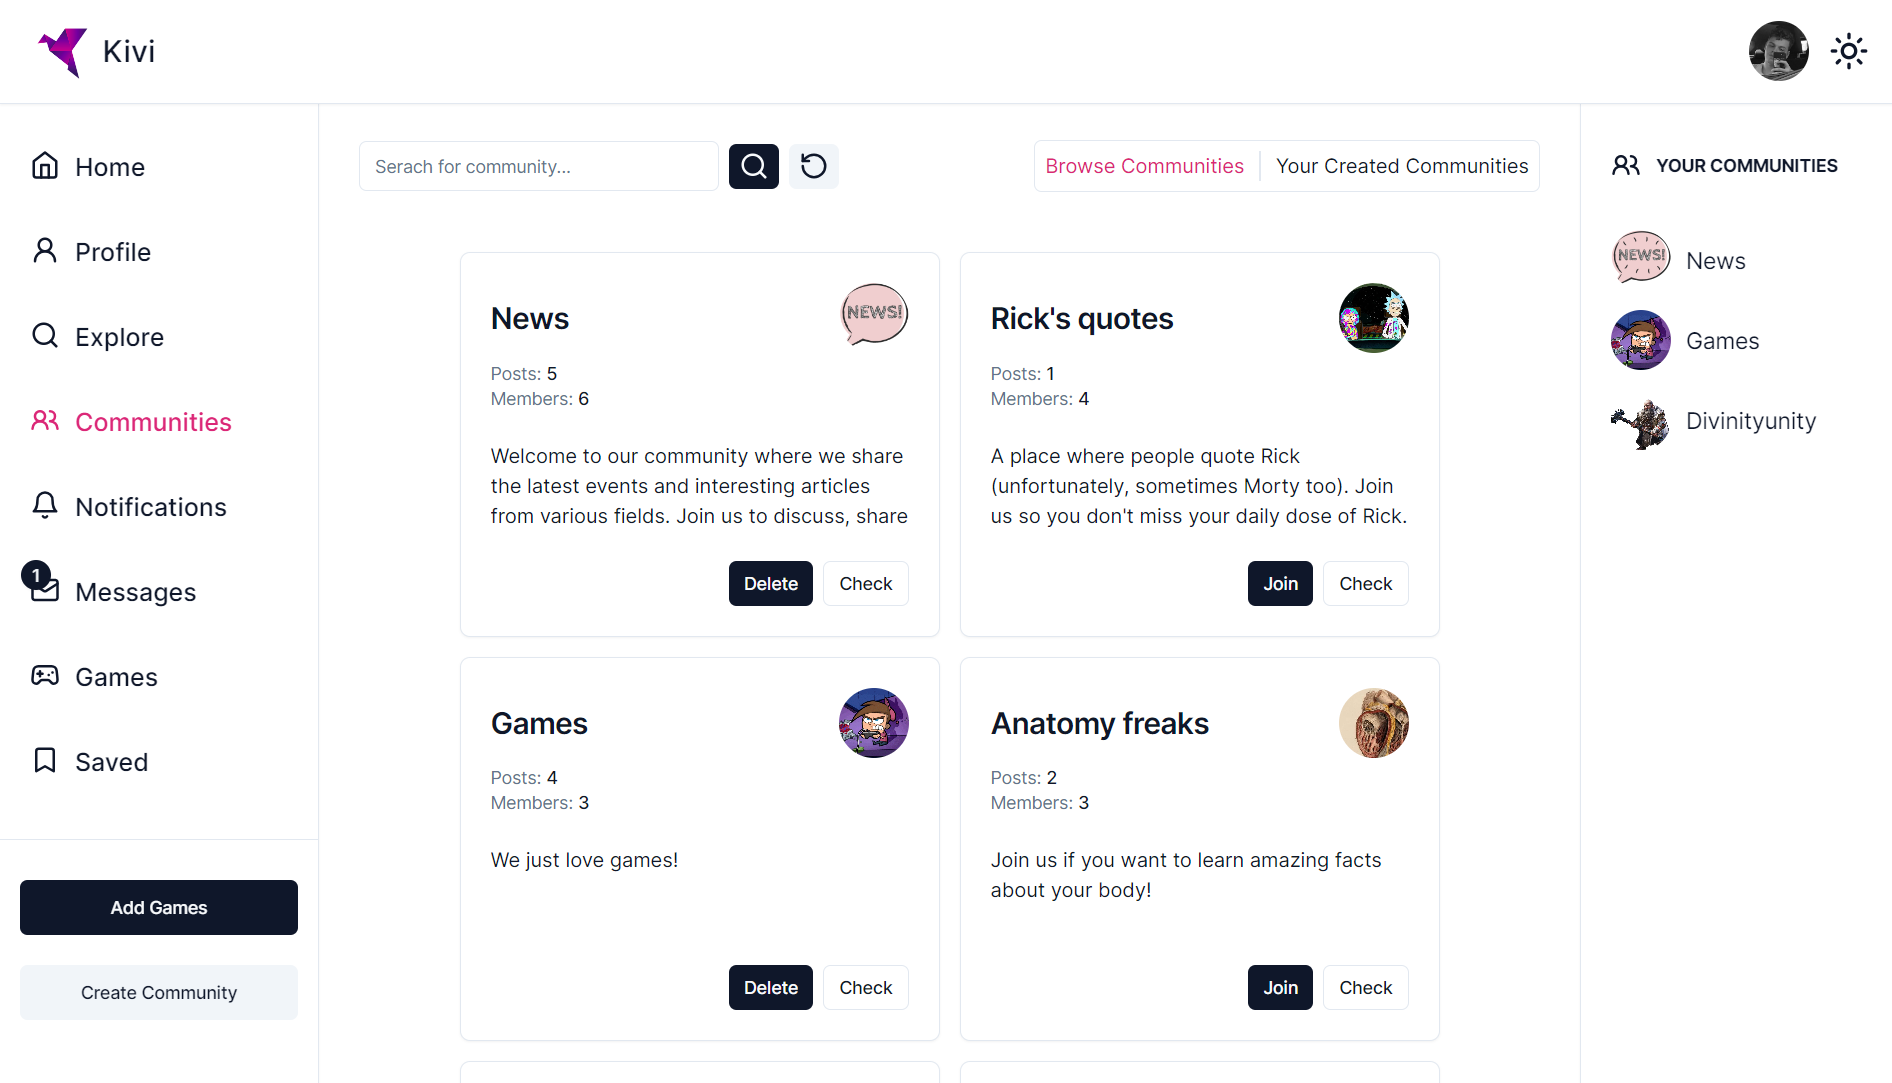 Kivi
Home
Profile
Explore
Communities
Notifications
1
Messages
Games
Saved
Add Games
Create Community
Serach for community...
Browse Communities
Your Created Communities
News
NEWS!
Posts: 5
Members: 6
Welcome to our community where we share
the latest events and interesting articles
from various fields. Join us to discuss, share
Delete
Check
Rick's quotes
Posts: 1
Members: 4
A place where people quote Rick
(unfortunately, sometimes Morty too). Join
us so you don't miss your daily dose of Rick.
Join
Check
Games
Posts: 4
Members: 3
We just love games!
Delete
Check
Anatomy freaks
Posts: 2
Members: 3
Join us if you want to learn amazing facts
about your body!
Join
Check
YOUR COMMUNITIES
NEWS!
News
Games
Divinityunity